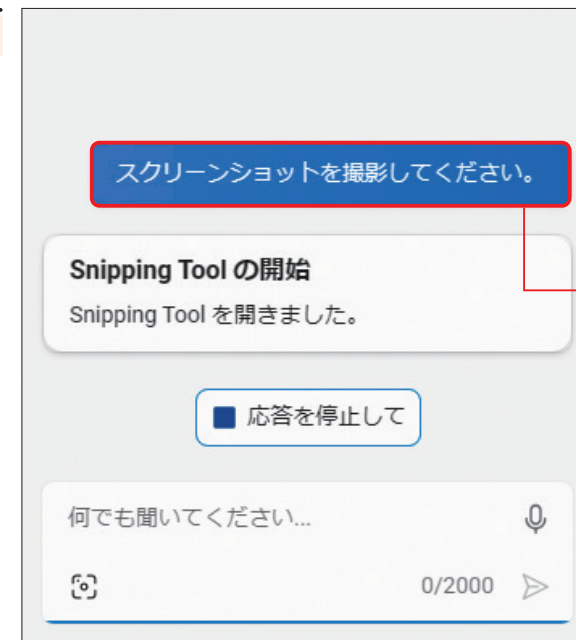 スクリーンショットを撮影してください。
Snipping Tool の開始
Snipping Tool を開きました。
応答を停止して
何でも聞いてください...
0/2000